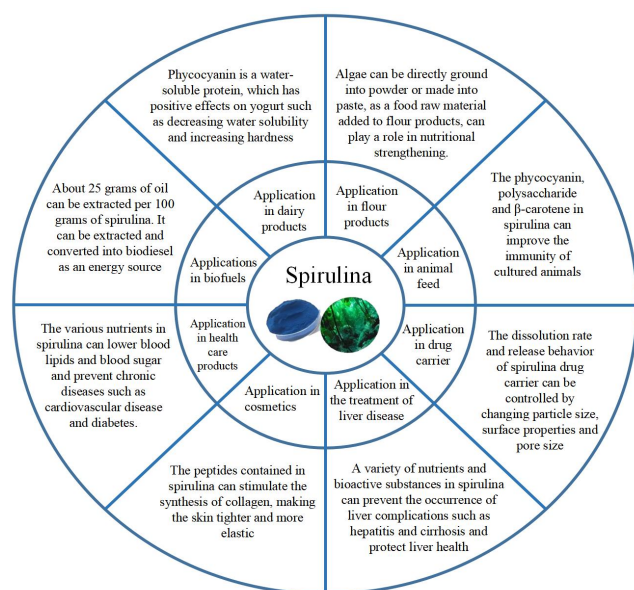 Phycocyanin is a water-
soluble protein, which has
positive effects on yogurt such
as decreasing water solubility
and increasing hardness
Algae can be directly ground
into powder or made into
paste, as a food raw material
added to flour products, can
play a role in nutritional
strengthening.
About 25 grams of oil
can be extracted per 100
grams of spirulina. It
can be extracted and
converted into biodiesel
as an energy source
Application
in dairy
products
Application
in flour
products
The phycocyanin,
polysaccharide
and β-carotene in
spirulina can
improve the
immunity of
cultured animals
Applications
in biofuels
Spirulina
Application
in animal
feed
The various nutrients in
spirulina can lower blood
lipids and blood sugar
and prevent chronic
diseases such as
cardiovascular disease
and diabetes.
Application
in health care
products
Application
in drug
carrier
The dissolution rate
and release behavior
of spirulina drug
carrier can be
controlled by
changing particle size,
surface properties and
pore size
Application in
cosmetics
Application in
the treatment of
liver disease
The peptides contained in
spirulina can stimulate the
synthesis of collagen, making
the skin tighter and more
elastic
A variety of nutrients and
bioactive substances in spirulina
can prevent the occurrence of
liver complications such as
hepatitis and cirrhosis and
protect liver health